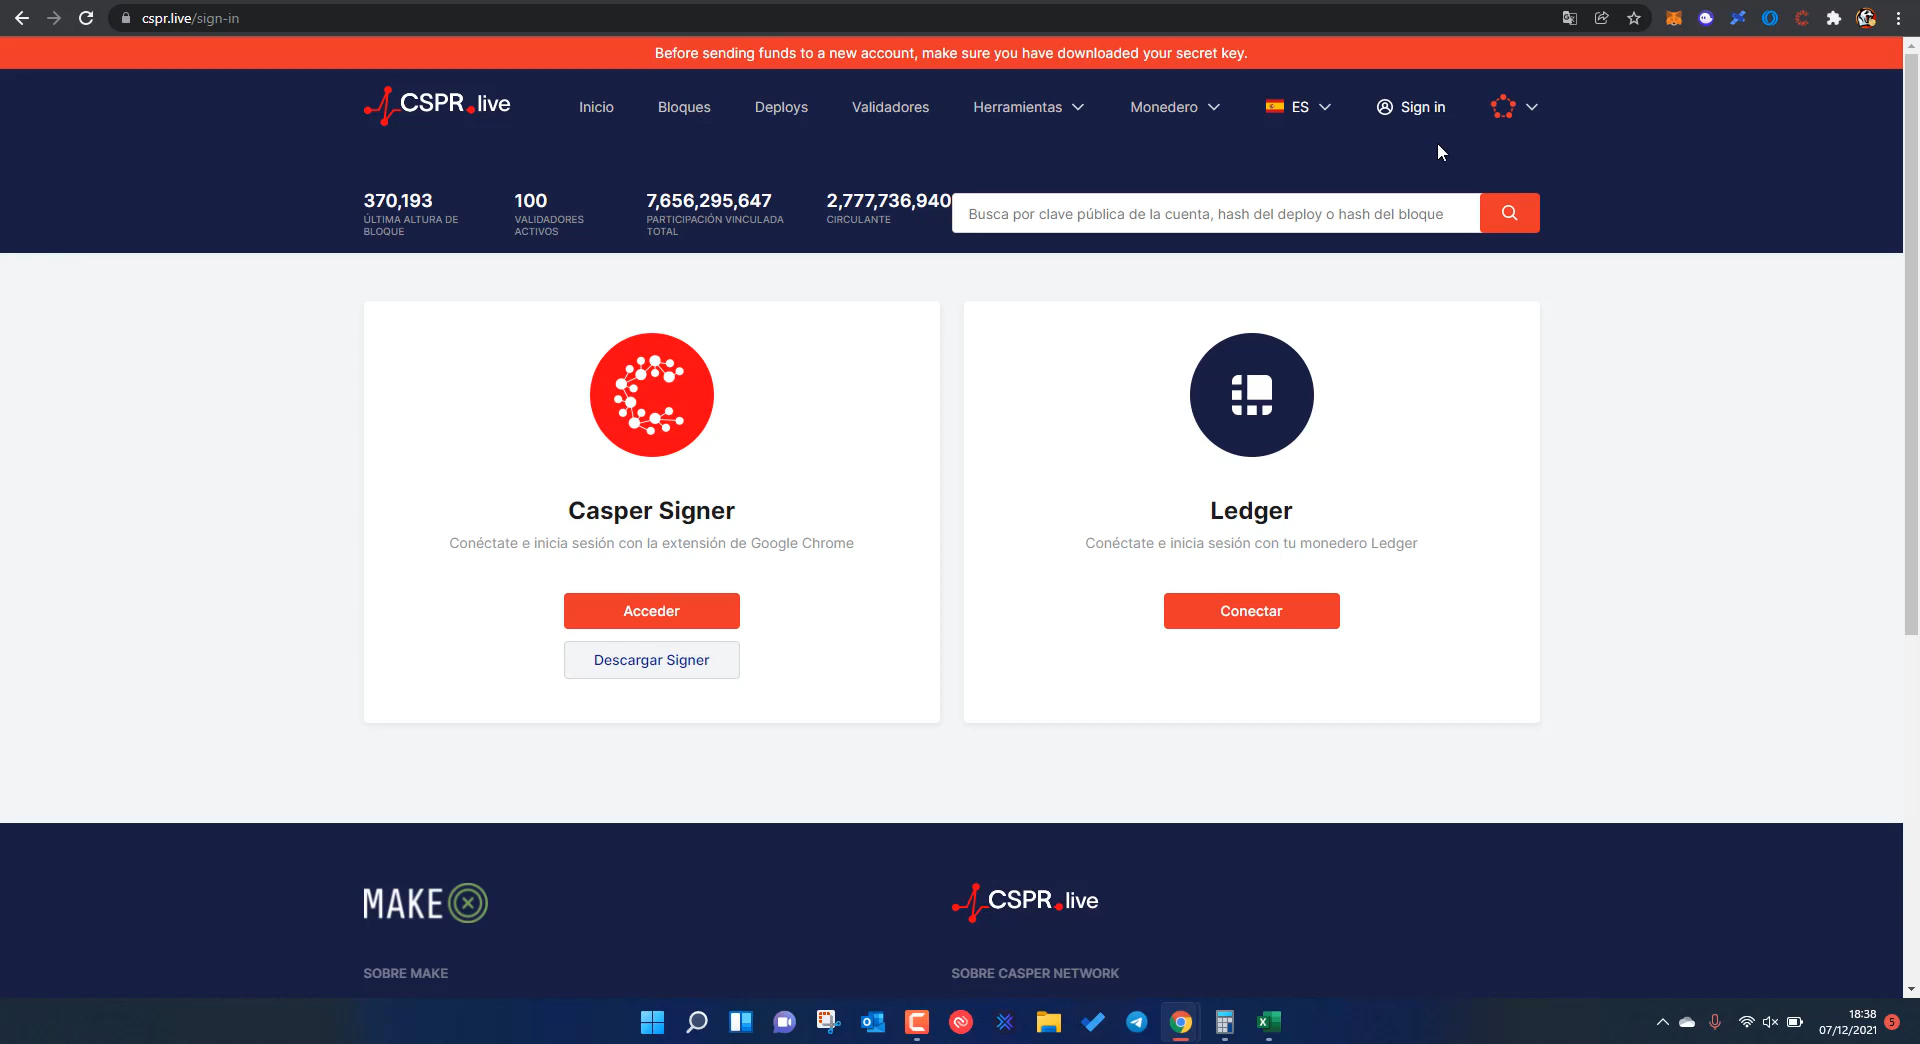 cspr.live/sign-in
Before sending funds to a new account, make sure you have downloaded your secret key.
CSPR.live
Inicio
Bloques
Deploys
Validadores
Herramientas
Monedero
ES
Sign in
370,193
ÚLTIMA ALTURA DE
BLOQUE
100
VALIDADORES
ACTIVOS
7,656,295,647
PARTICIPACIÓN VINCULADA
TOTAL
2,777,736,940
CIRCULANTE
Busca por clave pública de la cuenta, hash del deploy o hash del bloque
Casper Signer
Conéctate e inicia sesión con la extensión de Google Chrome
Acceder
Descargar Signer
Ledger
Conéctate e inicia sesión con tu monedero Ledger
Conectar
MAKE
CSPR.live
SOBRE MAKE
SOBRE CASPER NETWORK
18:38
07/12/2021
5